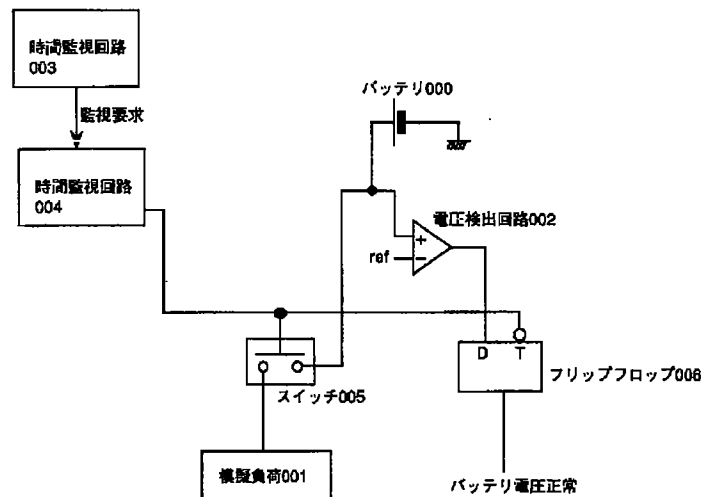 時間監視回路
003
監視要求
時間監視回路
004
バッテリ000
電圧検出回路002
+
ref
−
D
T
スイッチ005
フリップフロップ006
模擬負荷001
バッテリ電圧正常